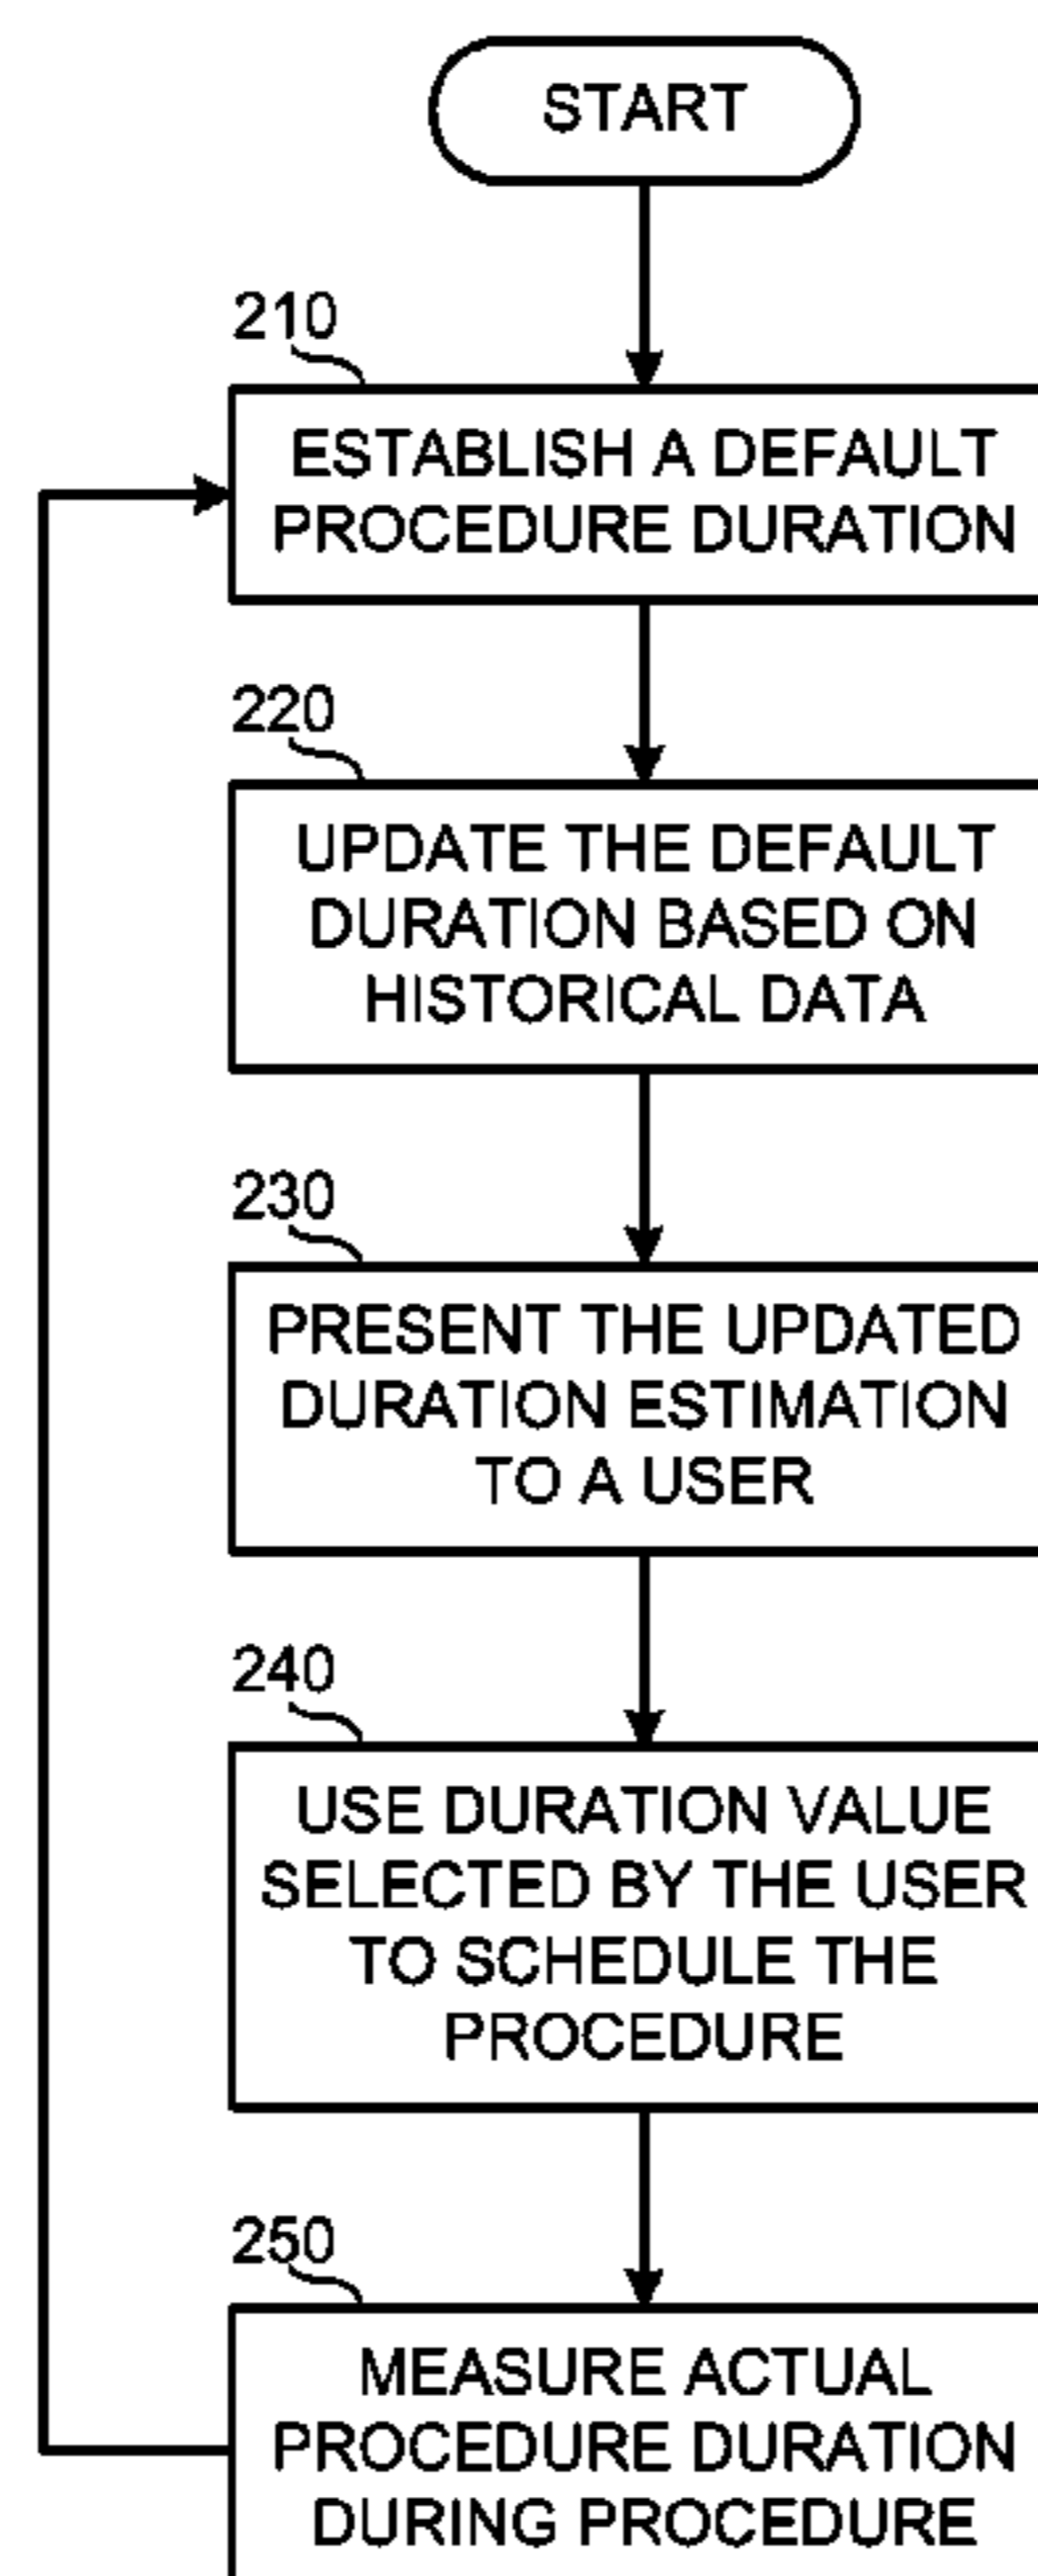 START
210
ESTABLISH A DEFAULT
PROCEDURE DURATION
220
UPDATE THE DEFAULT
DURATION BASED ON
HISTORICAL DATA
230
PRESENT THE UPDATED
DURATION ESTIMATION
TO A USER
240
USE DURATION VALUE
SELECTED BY THE USER
TO SCHEDULE THE
PROCEDURE
250
MEASURE ACTUAL
PROCEDURE DURATION
DURING PROCEDURE